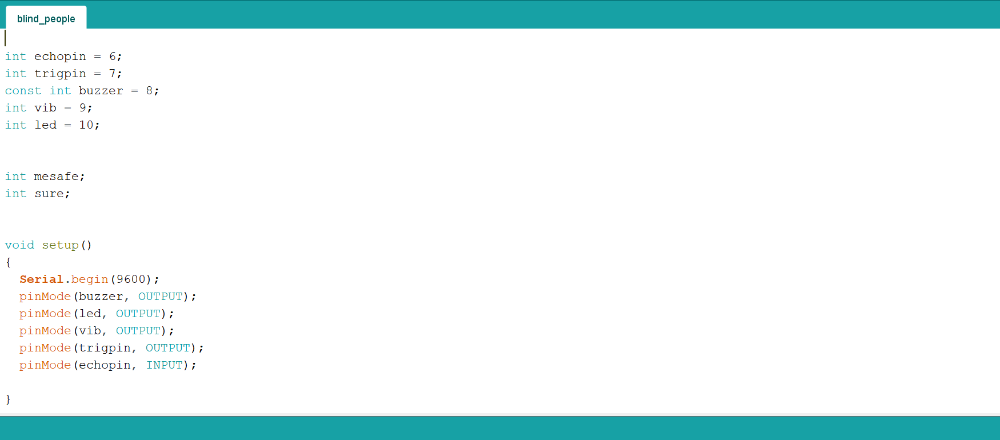 blind_people
int echopin = 6;
int trigpin = 7;
const int buzzer = 8;
int vib = 9;
int led = 10;
int mesafe;
int sure;
void setup()
{
  Serial.begin(9600);
  pinMode(buzzer, OUTPUT);
  pinMode(led, OUTPUT);
  pinMode(vib, OUTPUT);
  pinMode(trigpin, OUTPUT);
  pinMode(echopin, INPUT);
}